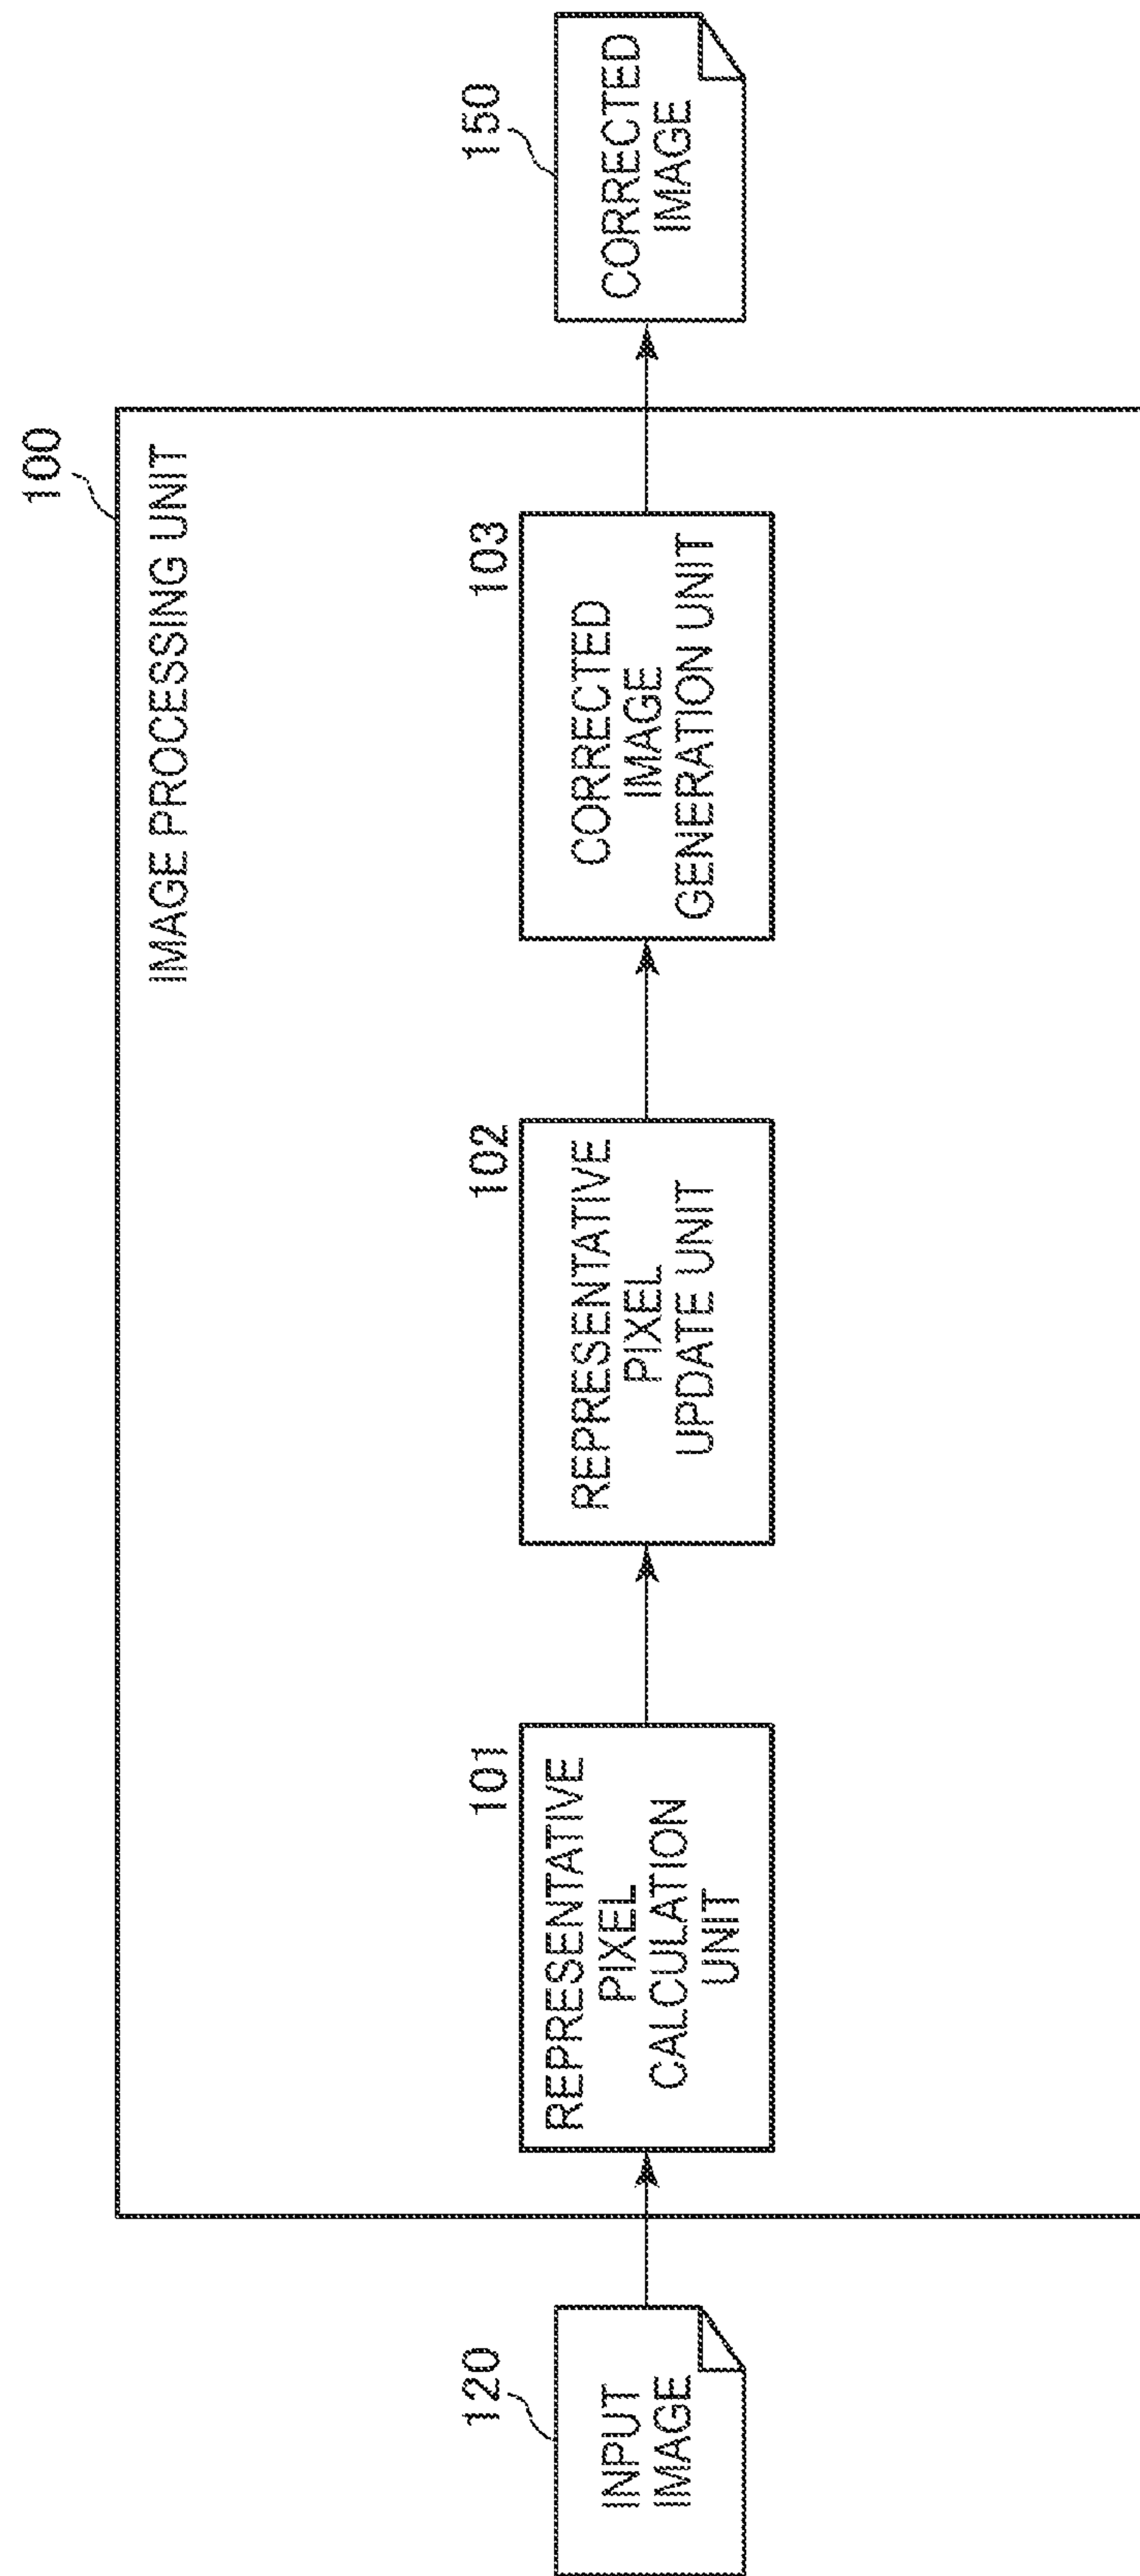 100
IMAGE PROCESSING UNIT
120
INPUT
IMAGE
101
REPRESENTATIVE
PIXEL
CALCULATION
UNIT
102
REPRESENTATIVE
PIXEL
UPDATE UNIT
103
CORRECTED
IMAGE
GENERATION UNIT
150
CORRECTED
IMAGE